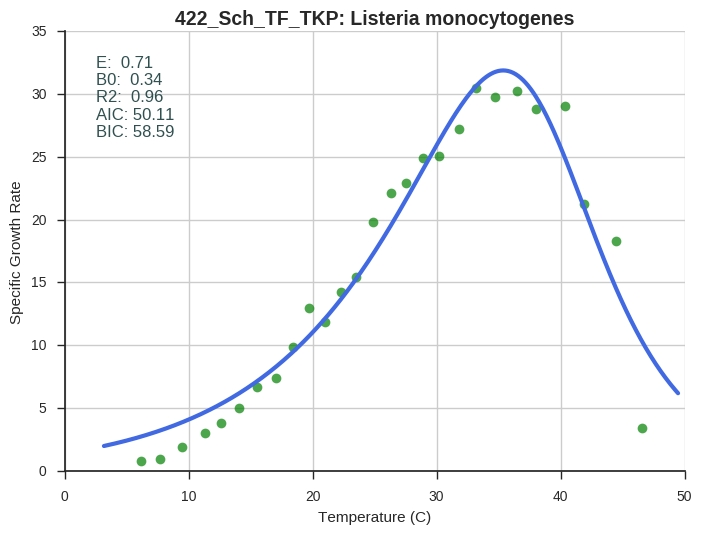 422_Sch_TF_TKP: Listeria monocytogenes
E: 0.71
B0: 0.34
R2: 0.96
AIC: 50.11
BIC: 58.59
35
30
25
20
15
10
5
0
Specific Growth Rate
0 10 20 30 40 50
Temperature (C)